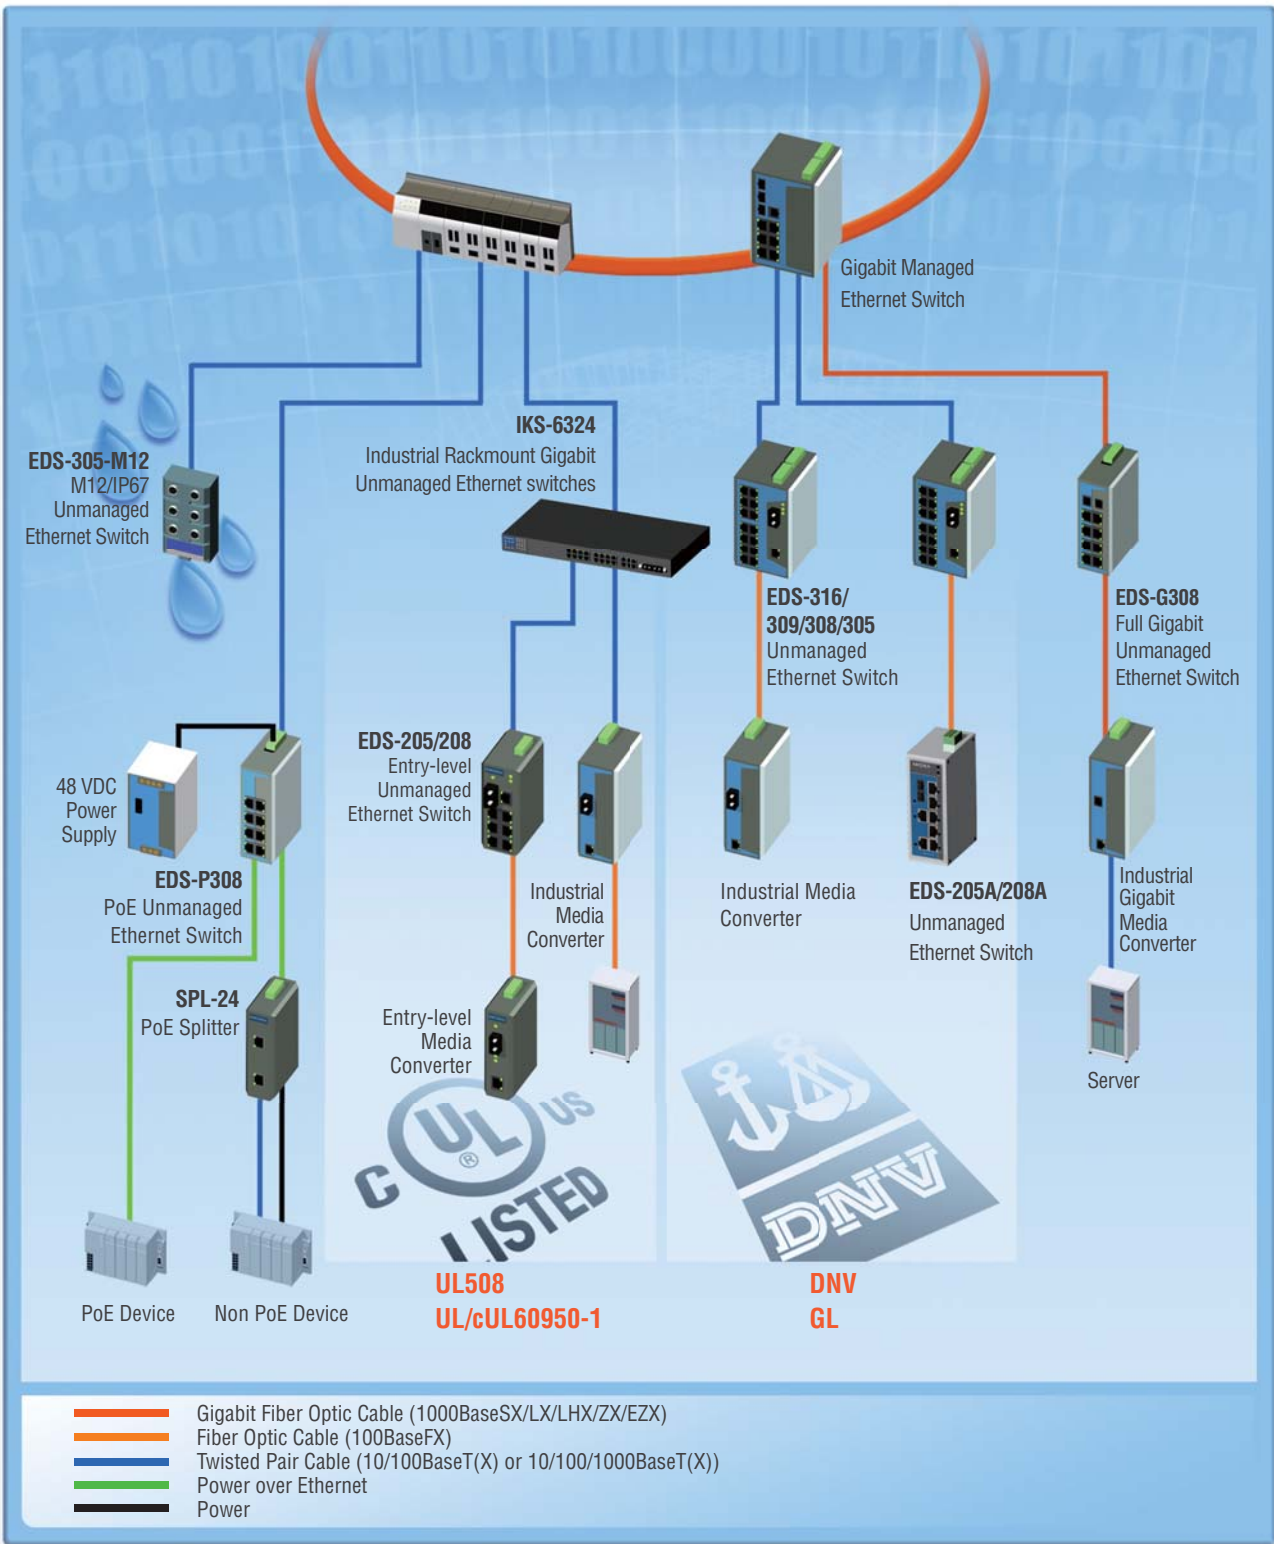 Gigabit Managed
Ethernet Switch
IKS-6324
Industrial Rackmount Gigabit
Unmanaged Ethernet switches
EDS-305-M12
M12/IP67
Unmanaged
Ethernet Switch
EDS-316/
309/308/305
Unmanaged
Ethernet Switch
EDS-G308
Full Gigabit
Unmanaged
Ethernet Switch
48 VDC
Power
Supply
EDS-205/208
Entry-level
Unmanaged
Ethernet Switch
EDS-P308
PoE Unmanaged
Ethernet Switch
Industrial
Media
Converter
Industrial Media
Converter
EDS-205A/208A
Unmanaged
Ethernet Switch
Industrial
Gigabit
Media
Converter
SPL-24
PoE Splitter
Entry-level
Media
Converter
Server
C UL US
®
LISTED
DNV
PoE Device
Non PoE Device
UL508
UL/cUL60950-1
DNV
GL
Gigabit Fiber Optic Cable (1000BaseSX/LX/LHX/ZX/EZX)
Fiber Optic Cable (100BaseFX)
Twisted Pair Cable (10/100BaseT(X) or 10/100/1000BaseT(X))
Power over Ethernet
Power